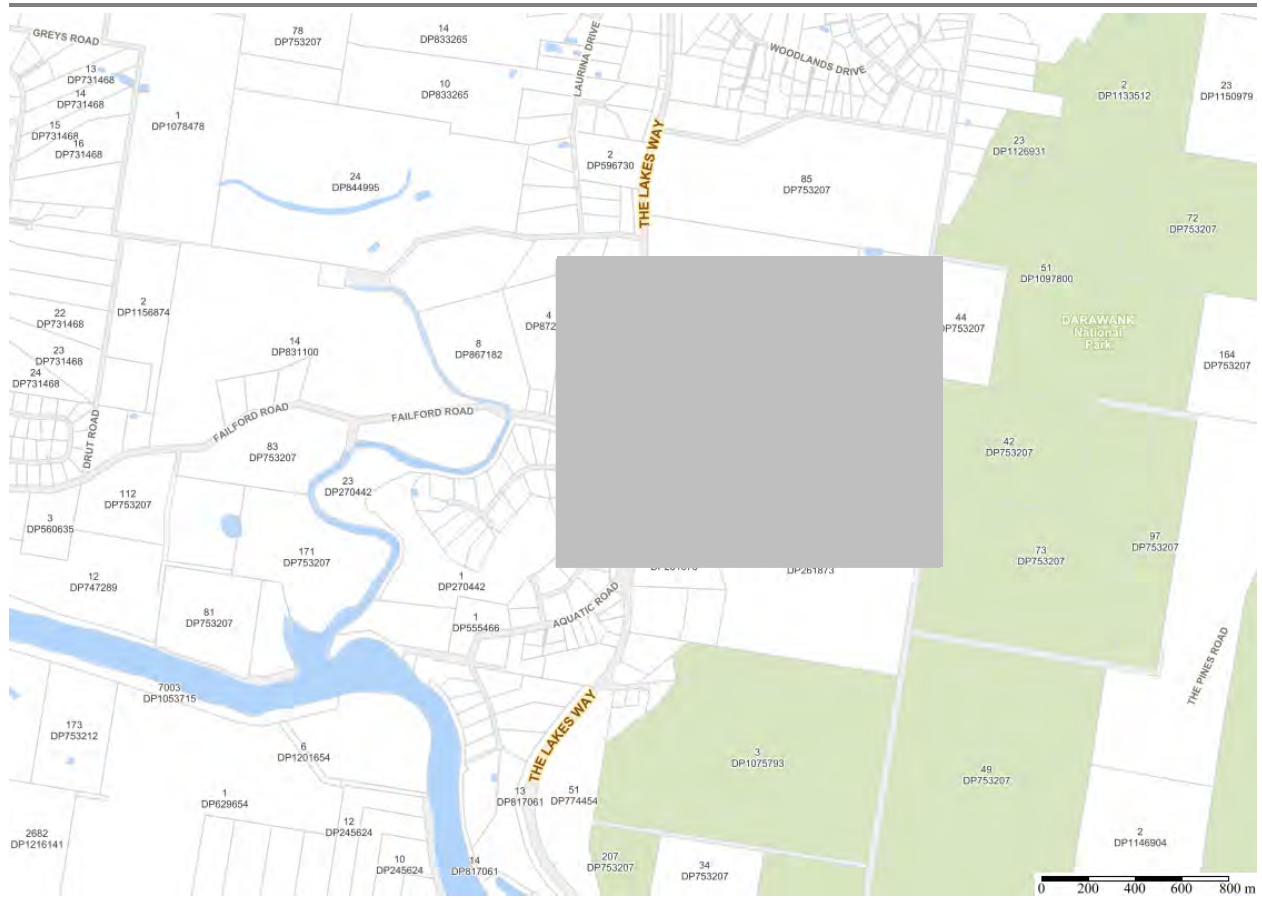 GREYS ROAD
78
DP753207
14
DP833265
LAURINA DRIVE
WOODLANDS DRIVE
13
DP731468
14
DP731468
10
DP833265
2
DP1133512
23
DP1150979
1
DP1078478
15
DP731468
16
DP731468
2
DP596730
THE LAKES WAY
23
DP1126931
24
DP844995
85
DP753207
72
DP753207
51
DP1097800
2
DP1156874
22
DP731468
4
DP872
44
DP753207
DARAWANK
National
Park
14
DP831100
8
DP867182
23
DP731468
24
DP731468
164
DP753207
FAILFORD ROAD
FAILFORD ROAD
DRUT ROAD
83
DP753207
42
DP753207
23
DP270442
112
DP753207
3
DP560635
171
DP753207
97
DP753207
73
DP753207
12
DP747289
1
DP270442
DP261873
81
DP753207
1
DP555466
AQUATIC ROAD
THE PINES ROAD
7003
DP1053715
173
DP753212
6
DP1201654
THE LAKES WAY
3
DP1075793
49
DP753207
1
DP629654
13
DP817061
51
DP774454
12
DP245624
2682
DP1216141
2
DP1146904
10
DP245624
14
DP817061
207
DP753207
34
DP753207
0 200 400 600 800 m